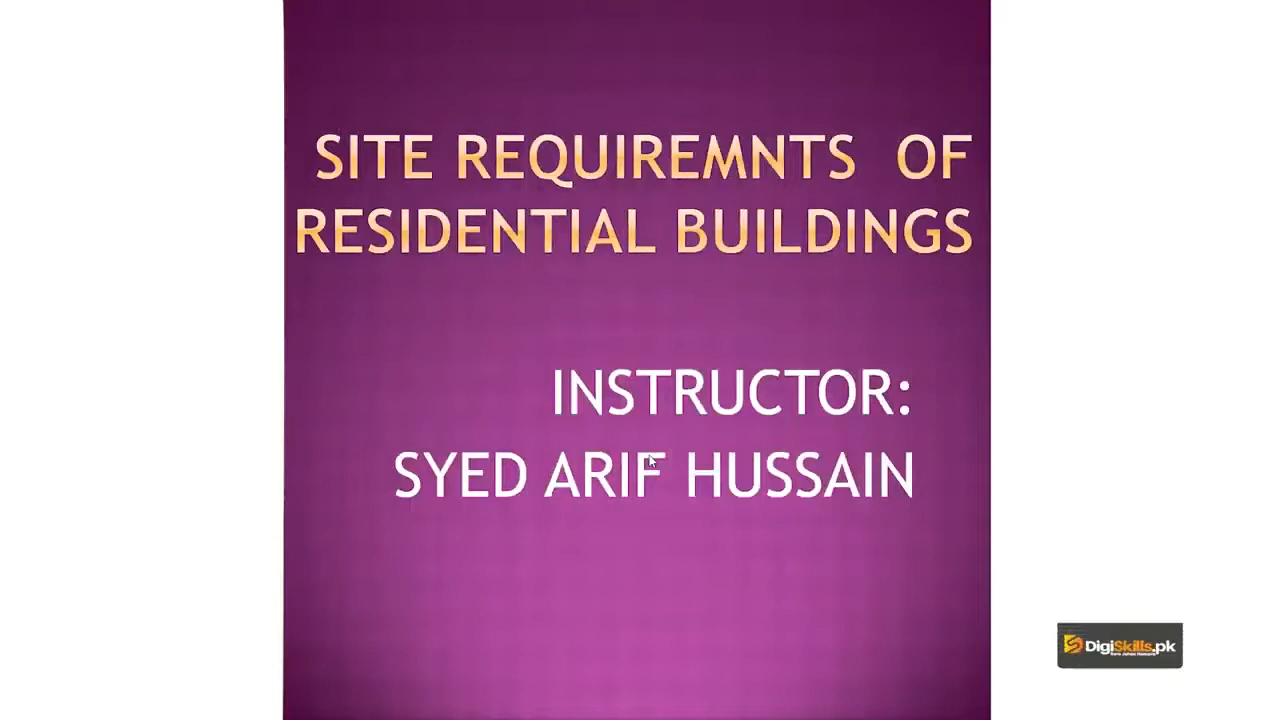 SITE REQUIREMNTS OF
RESIDENTIAL BUILDINGS
INSTRUCTOR:
SYED ARIF HUSSAIN
DigiSkills.pk